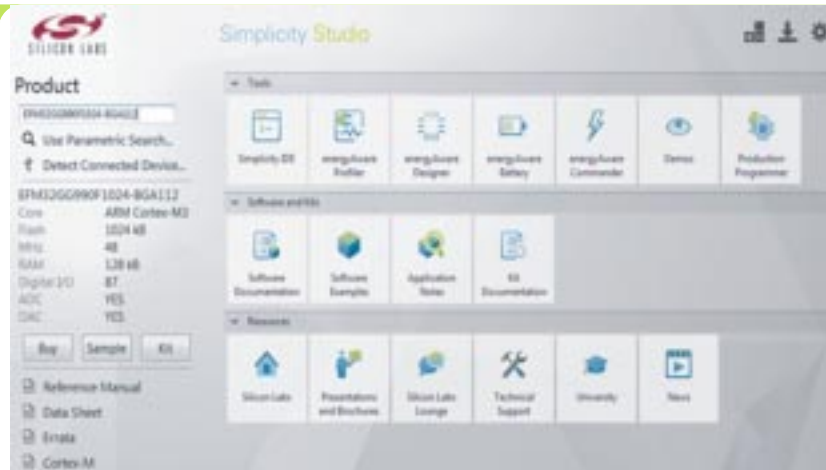 SILICON LABS
Simplicity Studio
Product
EFM32GG990F1024-BGA112
Use Parametric Search...
Detect Connected Device...
EFM32GG990F1024-BGA112
Core ARM Cortex-M3
Flash 1024 kB
MHz 48
RAM 128 kB
Digital I/O 87
ADC YES
DAC YES
Buy Sample Kit
Reference Manual
Data Sheet
Errata
Cortex-M
Tools
Simplicity IDE
energyAware Profiler
energyAware Designer
energyAware Battery
energyAware Commander
Demos
Production Programmer
Software and Kits
Software Documentation
Software Examples
Application Notes
Kit Documentation
Resources
Silicon Labs
Presentations and Brochures
Silicon Labs Lounge
Technical Support
University
News